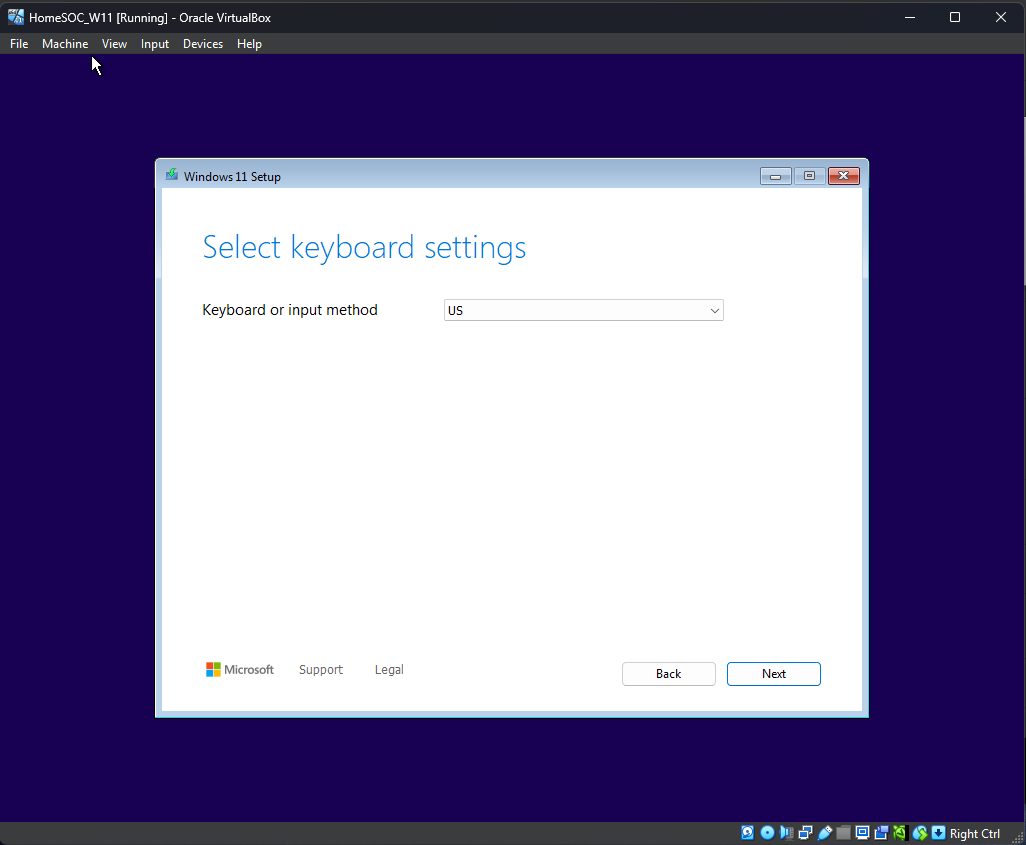 HomeSOC_W11 [Running] - Oracle VirtualBox
File Machine View Input Devices Help
Windows 11 Setup
Select keyboard settings
Keyboard or input method US
Microsoft Support Legal Back Next
Right Ctrl